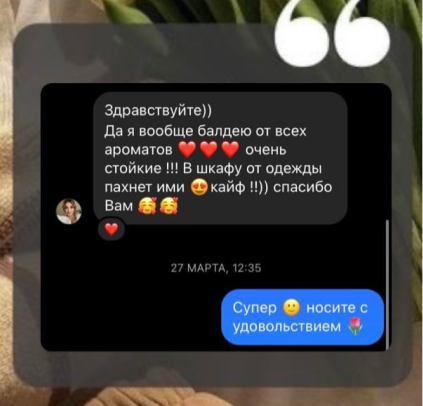 Здравствуйте))
Да я вообще балдею от всех
ароматов ❤️❤️❤️ очень
стойкие !!! В шкафу от одежды
пахнет ими 😍кайф !!)) спасибо
Вам 🥰🥰
❤️
27 МАРТА, 12:35
Супер 🙂 носите с
удовольствием 🌷